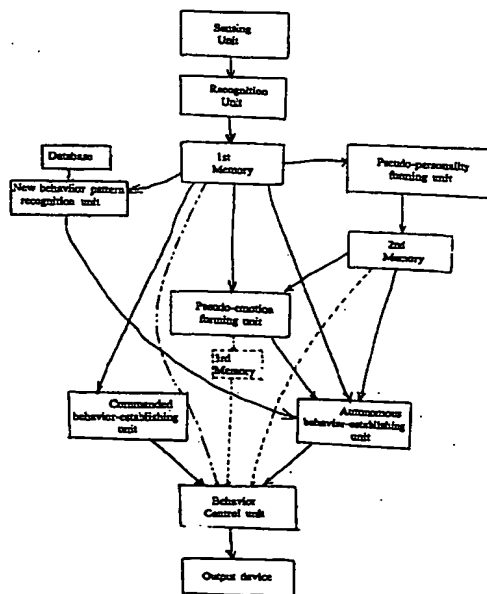 Sensing
Unit
Recognition
Unit
1st
Memory
Database
New behavior pattern
recognition unit
Pseudo-personality
forming unit
2nd
Memory
Pseudo-emotion
forming unit
3rd
Memory
Commanded
behavior-establishing
unit
Autonomous
behavior-establishing
unit
Behavior
Control unit
Output device